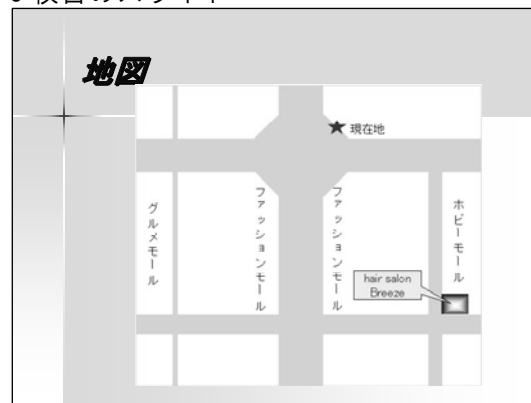 地図
★ 現在地
グルメモール
ファッションモール
ファッションモール
ホビーモール
hair salon
Breeze